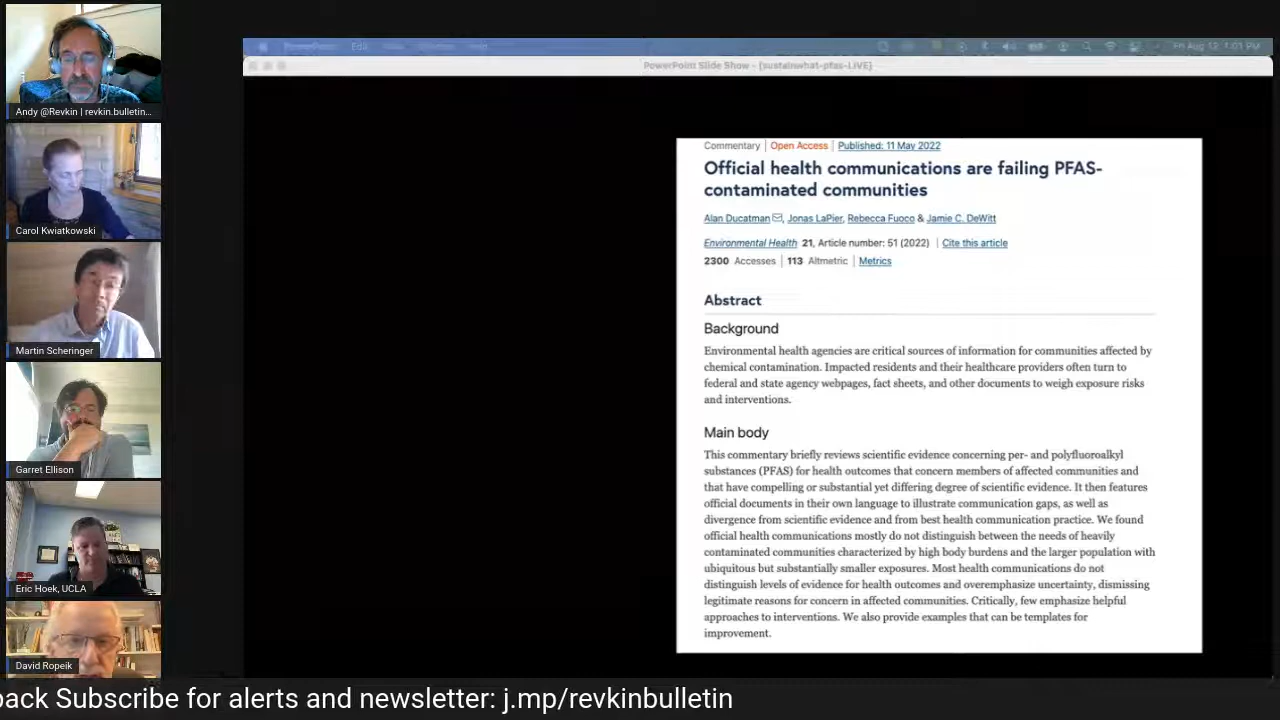 Andy @Revkin | revkin.bulletin...
Carol Kwiatkowski
Martin Scheringer
Garret Ellison
Eric Hoek, UCLA
David Ropeik
PowerPoint Edit
Help
Fri Aug 12 1:01 PM
PowerPoint Slide Show - [sustainwhat-pfas-LIVE]
Commentary | Open Access | Published: 11 May 2022
Official health communications are failing PFAS-
contaminated communities
Alan Ducatman, Jonas LaPier, Rebecca Fuoco & Jamie C. DeWitt
Environmental Health 21, Article number: 51 (2022) | Cite this article
2300 Accesses | 113 Altmetric | Metrics
Abstract
Background
Environmental health agencies are critical sources of information for communities affected by
chemical contamination. Impacted residents and their healthcare providers often turn to
federal and state agency webpages, fact sheets, and other documents to weigh exposure risks
and interventions.
Main body
This commentary briefly reviews scientific evidence concerning per- and polyfluoroalkyl
substances (PFAS) for health outcomes that concern members of affected communities and
that have compelling or substantial yet differing degree of scientific evidence. It then features
official documents in their own language to illustrate communication gaps, as well as
divergence from scientific evidence and from best health communication practice. We found
official health communications mostly do not distinguish between the needs of heavily
contaminated communities characterized by high body burdens and the larger population with
ubiquitous but substantially smaller exposures. Most health communications do not
distinguish levels of evidence for health outcomes and overemphasize uncertainty, dismissing
legitimate reasons for concern in affected communities. Critically, few emphasize helpful
approaches to interventions. We also provide examples that can be templates for
improvement.
back Subscribe for alerts and newsletter: j.mp/revkinbulletin